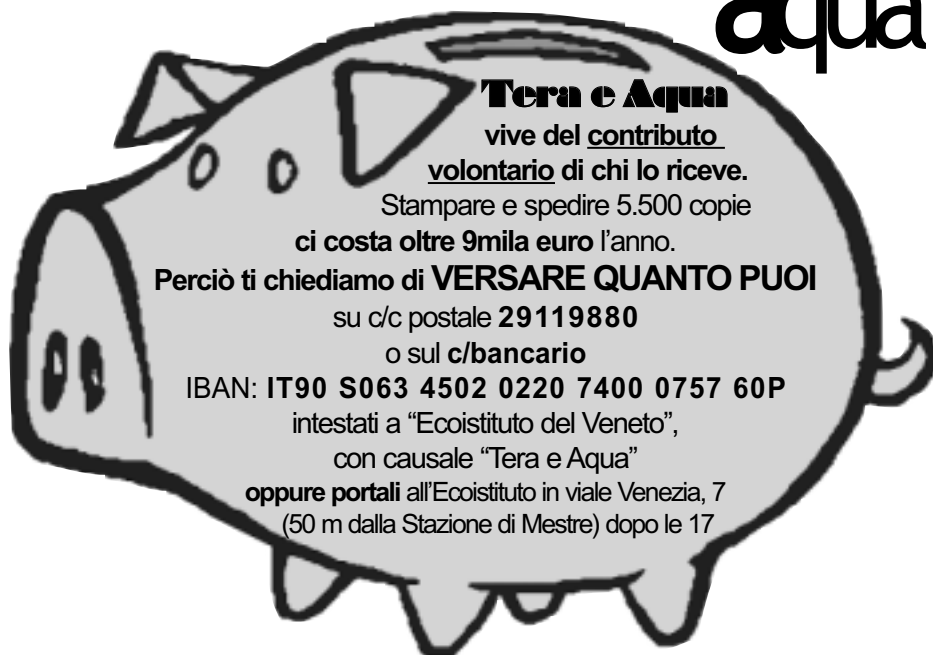 aqua
Tera e Aqua
vive del contributo
volontario di chi lo riceve.
Stampare e spedire 5.500 copie
ci costa oltre 9mila euro l’anno.
Perciò ti chiediamo di VERSARE QUANTO PUOI
su c/c postale 29119880
o sul c/bancario
IBAN: IT90 S063 4502 0220 7400 0757 60P
intestati a “Ecoistituto del Veneto”,
con causale “Tera e Aqua”
oppure portali all’Ecoistituto in viale Venezia, 7
(50 m dalla Stazione di Mestre) dopo le 17